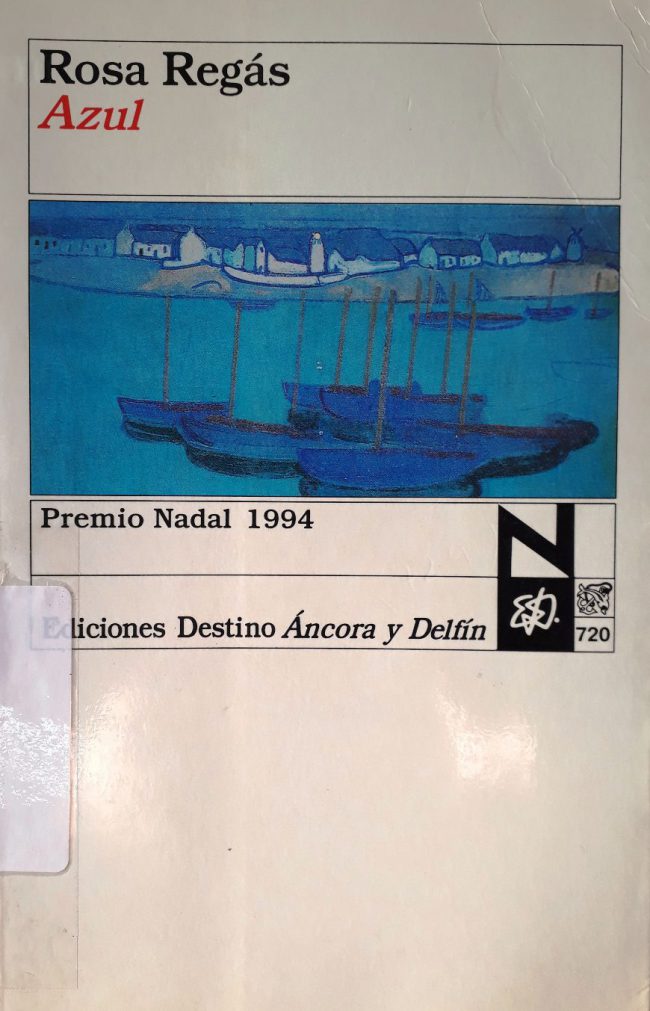 Rosa Regás
Azul
Premio Nadal 1994
N
Ediciones Destino Áncora y Delfín
720